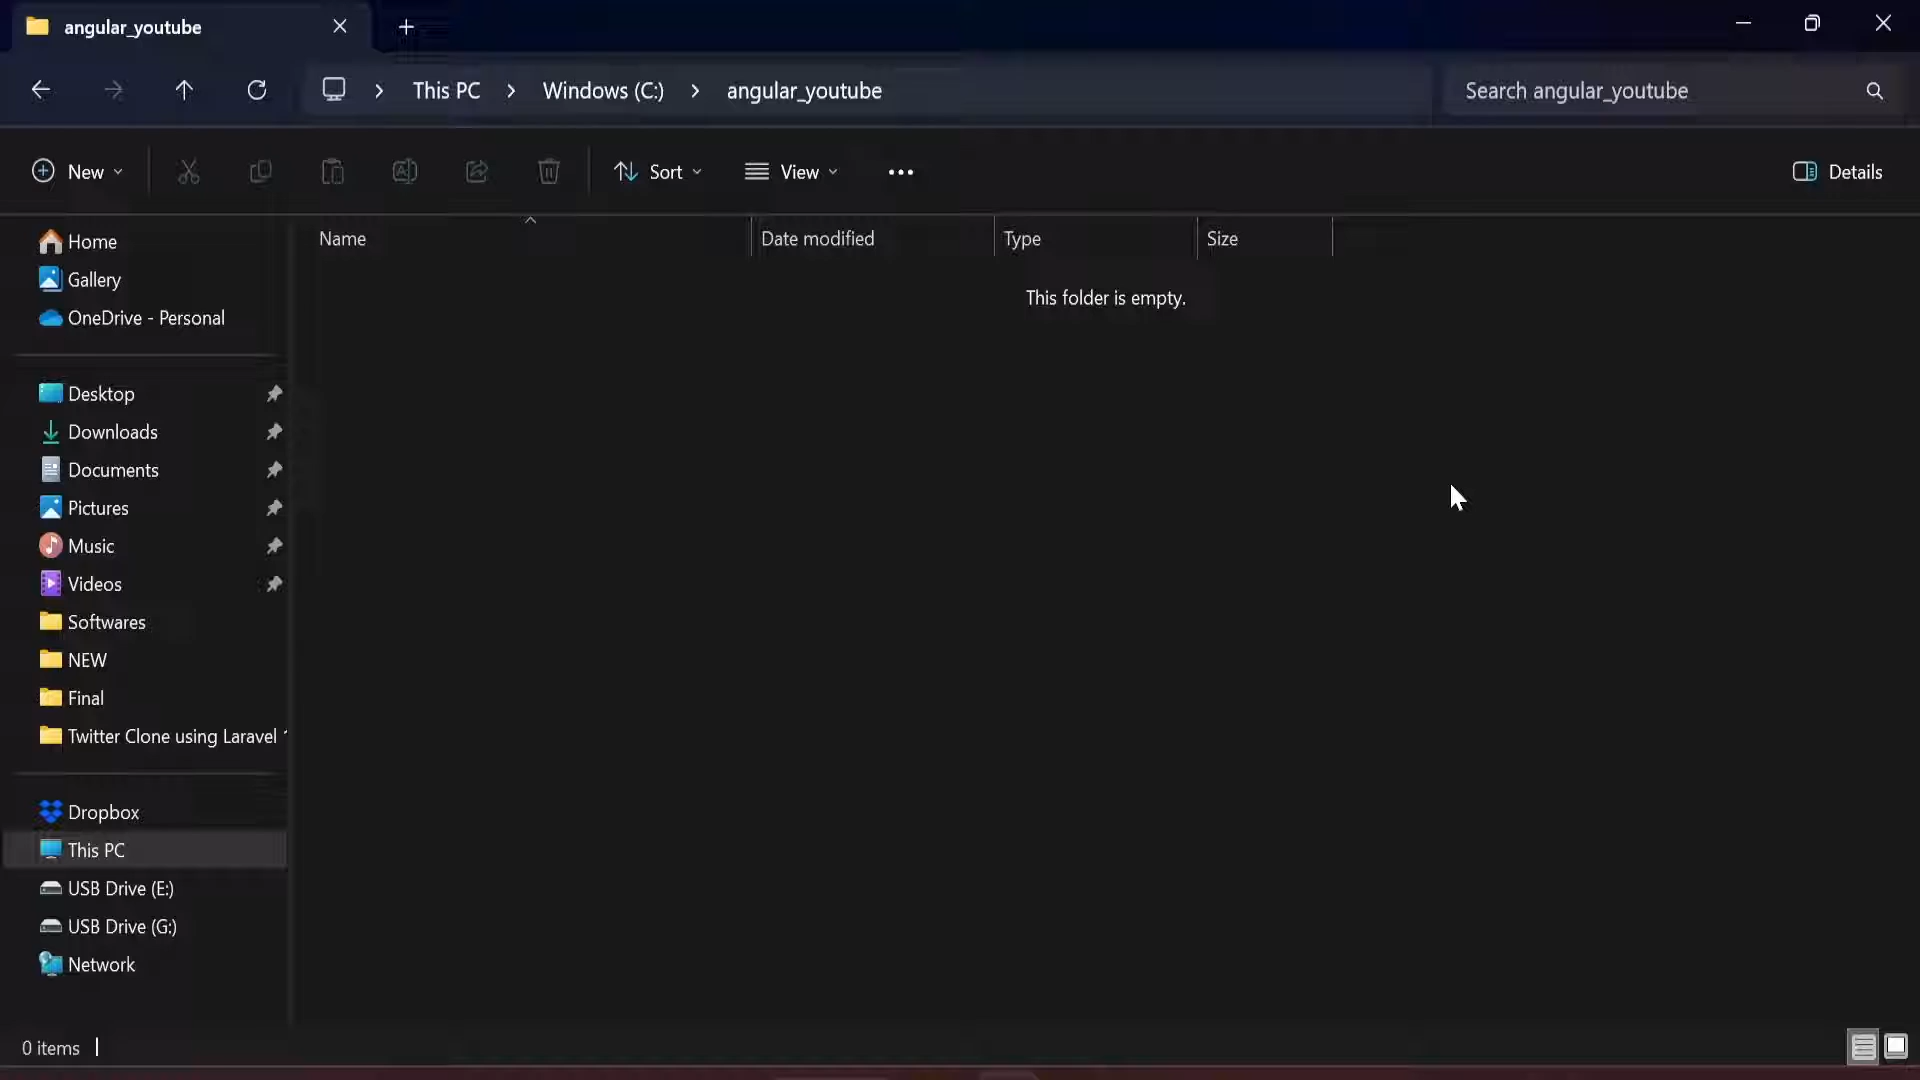 angular_youtube
This PC
Windows (C:)
angular_youtube
Search angular_youtube
New
Sort
View
Details
Name
Date modified
Type
Size
This folder is empty.
Home
Gallery
OneDrive - Personal
Desktop
Downloads
Documents
Pictures
Music
Videos
Softwares
NEW
Final
Twitter Clone using Laravel
Dropbox
This PC
USB Drive (E:)
USB Drive (G:)
Network
0 items